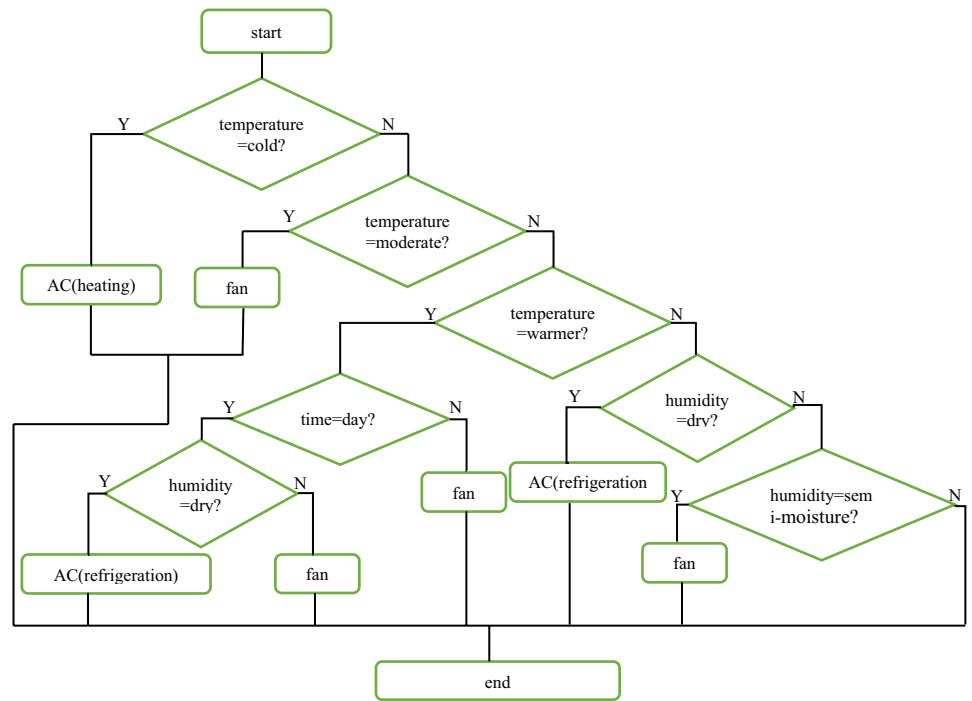 start
Y
temperature
=cold?
N
Y
temperature
=moderate?
N
AC(heating)
fan
Y
temperature
=warmer?
N
Y
time=day?
N
Y
humidity
=dry?
N
Y
humidity
=dry?
N
fan
AC(refrigeration
Y
humidity=sem
i-moisture?
N
AC(refrigeration)
fan
fan
end